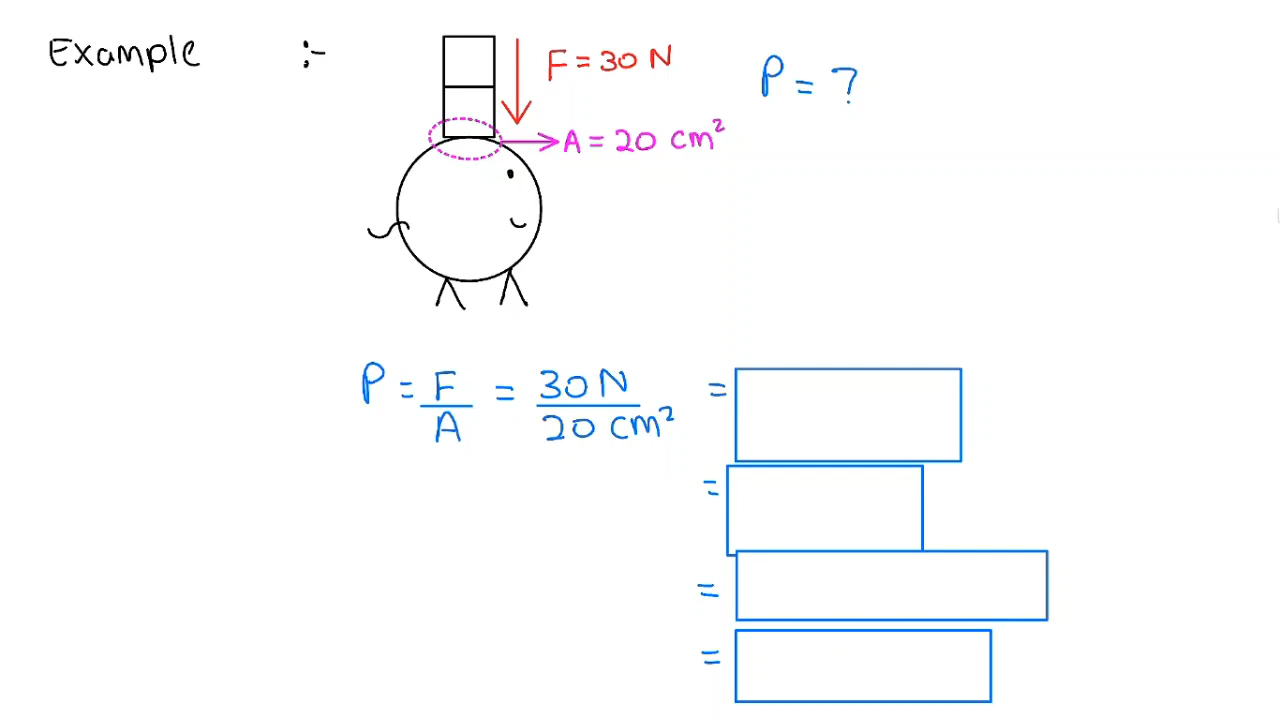 Example :-
F = 30 N
P = ?
A = 20 cm²
P = F/A = 30 N/20 cm² =
=
=
=